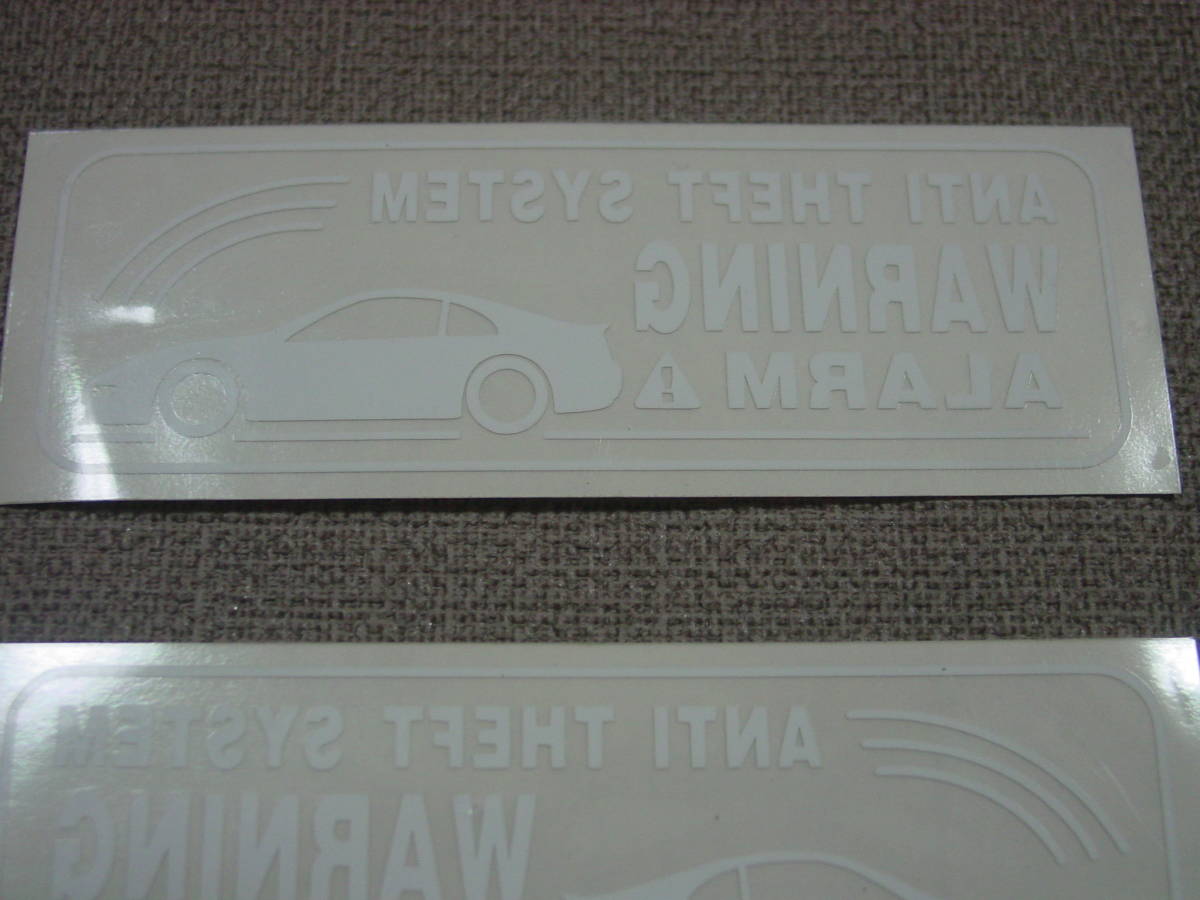 ANTI THEFT SYSTEM
WARNING
ALARM
ANTI THEFT SYSTEM
WARNING